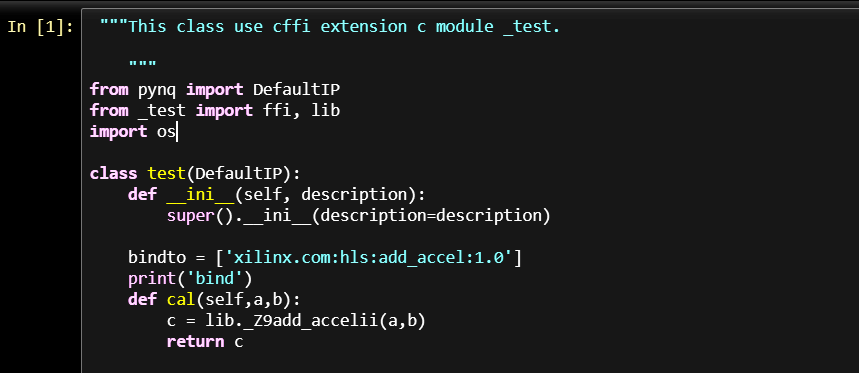 In [1]: """This class use cffi extension c module _test.
"""
from pynq import DefaultIP
from _test import ffi, lib
import os
class test(DefaultIP):
def __ini__(self, description):
super().__ini__(description=description)
bindto = ['xilinx.com:hls:add_accel:1.0']
print('bind')
def cal(self,a,b):
c = lib._Z9add_accelii(a,b)
return c